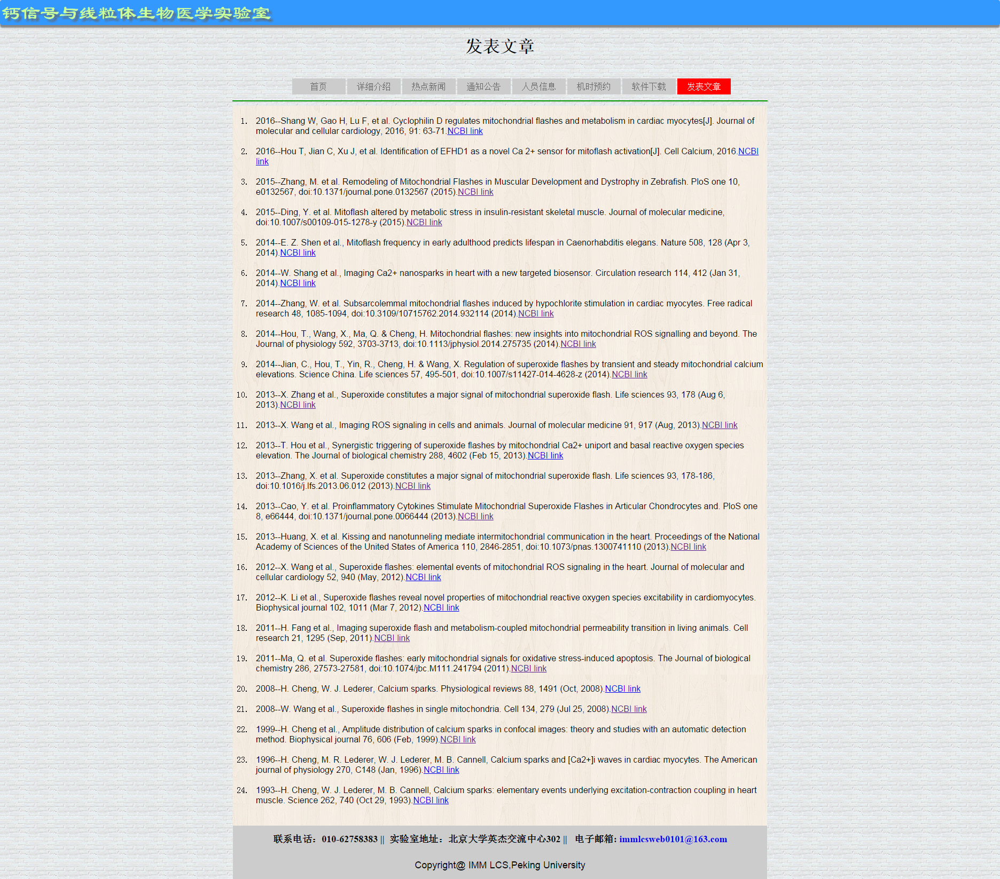 钙信号与线粒体生物医学实验室
发表文章
首页 详细介绍 热点新闻 通知公告 人员信息 机时预约 软件下载 发表文章
1. 2016--Shang W, Gao H, Lu F, et al. Cyclophilin D regulates mitochondrial flashes and metabolism in cardiac myocytes[J]. Journal of
molecular and cellular cardiology, 2016, 91: 63-71.NCBI link
2. 2016--Hou T, Jian C, Xu J, et al. Identification of EFHD1 as a novel Ca 2+ sensor for mitoflash activation[J]. Cell Calcium, 2016.NCBI
link
3. 2015--Zhang, M. et al. Remodeling of Mitochondrial Flashes in Muscular Development and Dystrophy in Zebrafish. PloS one 10,
e0132567, doi:10.1371/journal.pone.0132567 (2015).NCBI link
4. 2015--Ding, Y. et al. Mitoflash altered by metabolic stress in insulin-resistant skeletal muscle. Journal of molecular medicine,
doi:10.1007/s00109-015-1278-y (2015).NCBI link
5. 2014--E. Z. Shen et al., Mitoflash frequency in early adulthood predicts lifespan in Caenorhabditis elegans. Nature 508, 128 (Apr 3,
2014).NCBI link
6. 2014--W. Shang et al., Imaging Ca2+ nanosparks in heart with a new targeted biosensor. Circulation research 114, 412 (Jan 31,
2014).NCBI link
7. 2014--Zhang, W. et al. Subsarcolemmal mitochondrial flashes induced by hypochlorite stimulation in cardiac myocytes. Free radical
research 48, 1085-1094, doi:10.3109/10715762.2014.932114 (2014).NCBI link
8. 2014--Hou, T., Wang, X., Ma, Q. & Cheng, H. Mitochondrial flashes: new insights into mitochondrial ROS signalling and beyond. The
Journal of physiology 592, 3703-3713, doi:10.1113/jphysiol.2014.275735 (2014).NCBI link
9. 2014--Jian, C., Hou, T., Yin, R., Cheng, H. & Wang, X. Regulation of superoxide flashes by transient and steady mitochondrial calcium
elevations. Science China. Life sciences 57, 495-501, doi:10.1007/s11427-014-4628-z (2014).NCBI link
10. 2013--X. Zhang et al., Superoxide constitutes a major signal of mitochondrial superoxide flash. Life sciences 93, 178 (Aug 6,
2013).NCBI link
11. 2013--X. Wang et al., Imaging ROS signaling in cells and animals. Journal of molecular medicine 91, 917 (Aug, 2013).NCBI link
12. 2013--T. Hou et al., Synergistic triggering of superoxide flashes by mitochondrial Ca2+ uniport and basal reactive oxygen species
elevation. The Journal of biological chemistry 288, 4602 (Feb 15, 2013).NCBI link
13. 2013--Zhang, X. et al. Superoxide constitutes a major signal of mitochondrial superoxide flash. Life sciences 93, 178-186,
doi:10.1016/j.lfs.2013.06.012 (2013).NCBI link
14. 2013--Cao, Y. et al. Proinflammatory Cytokines Stimulate Mitochondrial Superoxide Flashes in Articular Chondrocytes and. PloS one
8, e66444, doi:10.1371/journal.pone.0066444 (2013).NCBI link
15. 2013--Huang, X. et al. Kissing and nanotunneling mediate intermitochondrial communication in the heart. Proceedings of the National
Academy of Sciences of the United States of America 110, 2846-2851, doi:10.1073/pnas.1300741110 (2013).NCBI link
16. 2012--X. Wang et al., Superoxide flashes: elemental events of mitochondrial ROS signaling in the heart. Journal of molecular and
cellular cardiology 52, 940 (May, 2012).NCBI link
17. 2012--K. Li et al., Superoxide flashes reveal novel properties of mitochondrial reactive oxygen species excitability in cardiomyocytes.
Biophysical journal 102, 1011 (Mar 7, 2012).NCBI link
18. 2011--H. Fang et al., Imaging superoxide flash and metabolism-coupled mitochondrial permeability transition in living animals. Cell
research 21, 1295 (Sep, 2011).NCBI link
19. 2011--Ma, Q. et al. Superoxide flashes: early mitochondrial signals for oxidative stress-induced apoptosis. The Journal of biological
chemistry 286, 27573-27581, doi:10.1074/jbc.M111.241794 (2011).NCBI link
20. 2008--H. Cheng, W. J. Lederer, Calcium sparks. Physiological reviews 88, 1491 (Oct, 2008).NCBI link
21. 2008--W. Wang et al., Superoxide flashes in single mitochondria. Cell 134, 279 (Jul 25, 2008).NCBI link
22. 1999--H. Cheng et al., Amplitude distribution of calcium sparks in confocal images: theory and studies with an automatic detection
method. Biophysical journal 76, 606 (Feb, 1999).NCBI link
23. 1996--H. Cheng, M. R. Lederer, W. J. Lederer, M. B. Cannell, Calcium sparks and [Ca2+]i waves in cardiac myocytes. The American
journal of physiology 270, C148 (Jan, 1996).NCBI link
24. 1993--H. Cheng, W. J. Lederer, M. B. Cannell, Calcium sparks: elementary events underlying excitation-contraction coupling in heart
muscle. Science 262, 740 (Oct 29, 1993).NCBI link
联系电话：010-62758383 || 实验室地址：北京大学英杰交流中心302 || 电子邮箱: immlcsweb0101@163.com
Copyright@ IMM LCS,Peking University